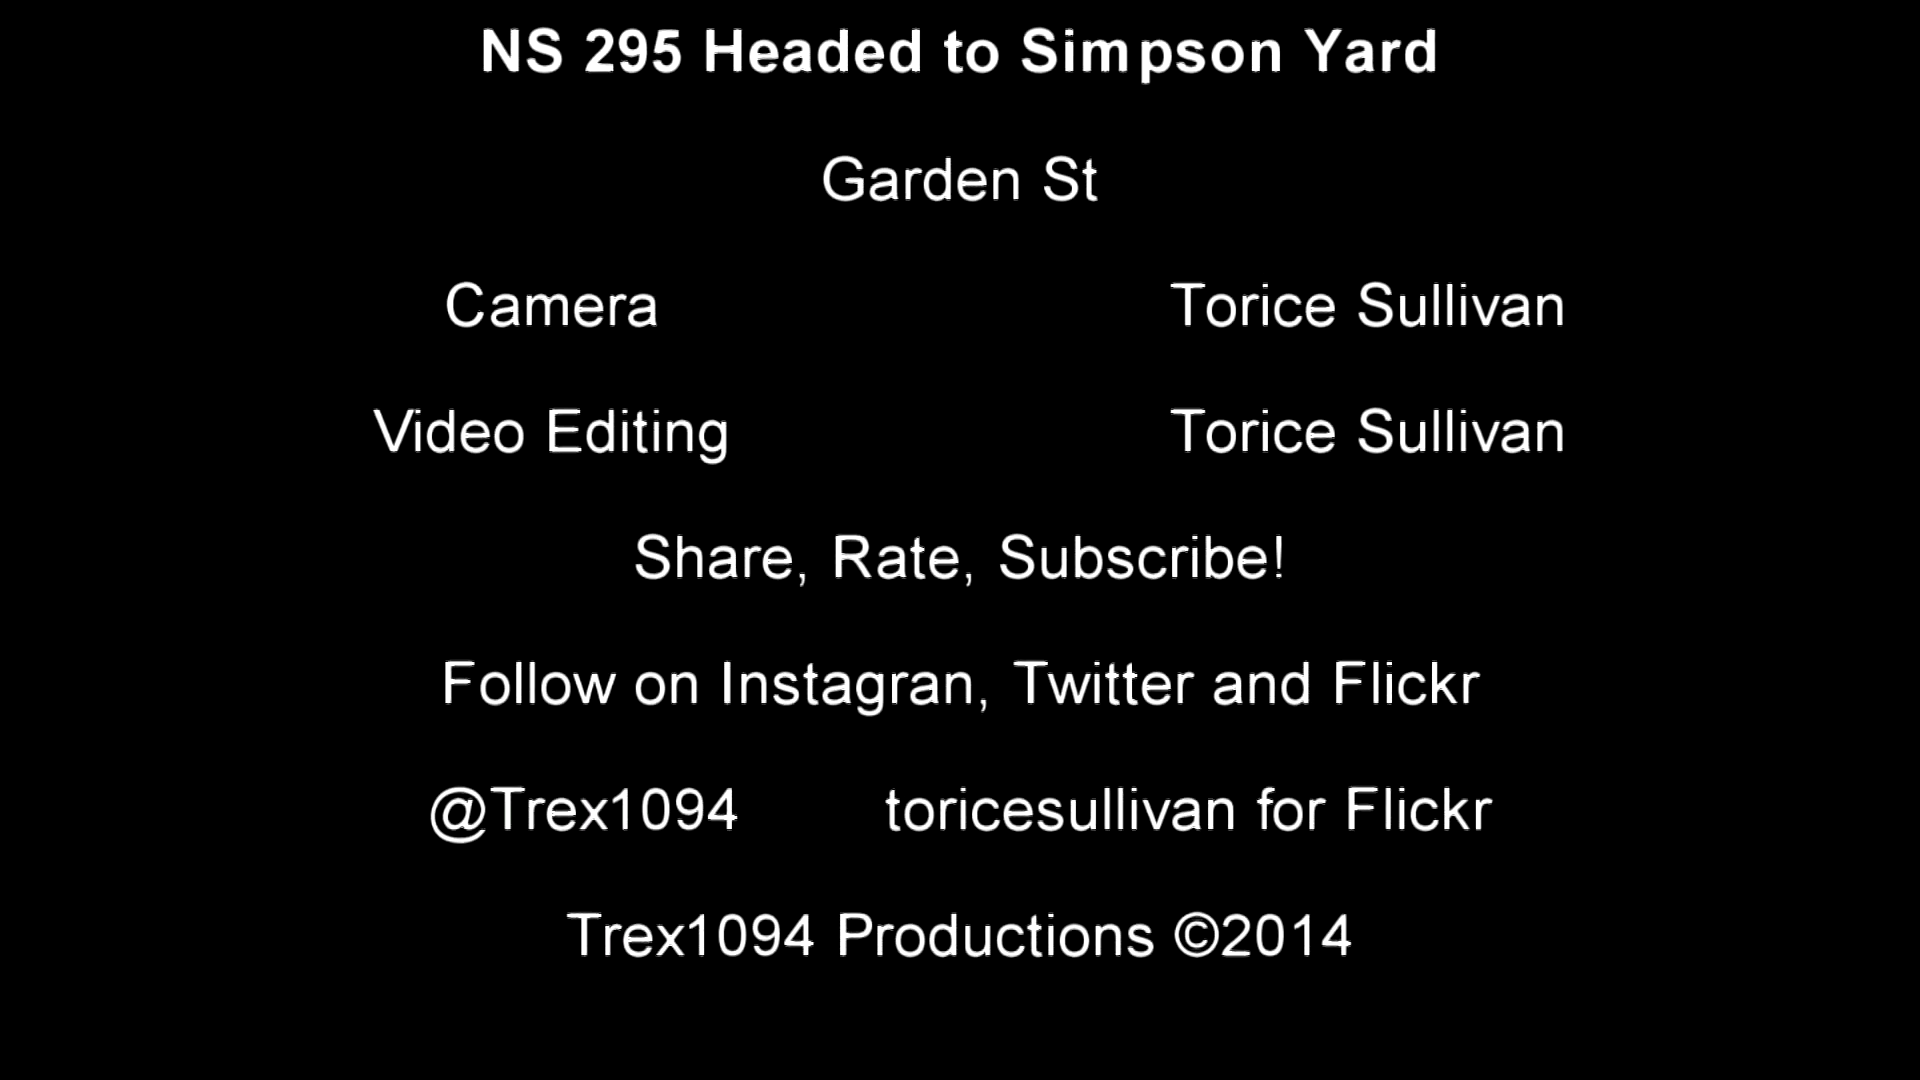 NS 295 Headed to Simpson Yard
Garden St
Camera Torice Sullivan
Video Editing Torice Sullivan
Share, Rate, Subscribe!
Follow on Instagran, Twitter and Flickr
@Trex1094 toricesullivan for Flickr
Trex1094 Productions ©2014